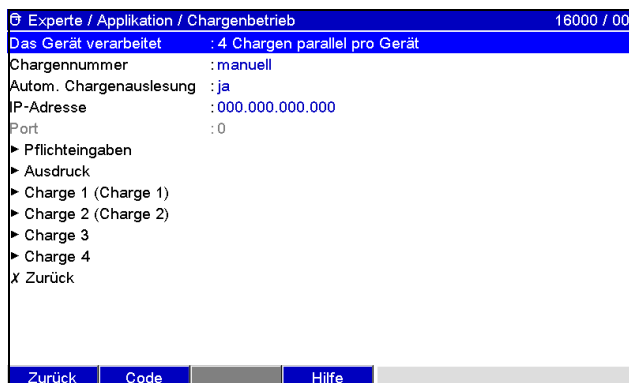 Experte / Applikation / Chargenbetrieb 16000 / 00
Das Gerät verarbeitet : 4 Chargen parallel pro Gerät
Chargennummer : manuell
Autom. Chargenauslesung : ja
IP-Adresse : 000.000.000.000
Port : 0
► Pflichteingaben
► Ausdruck
► Charge 1 (Charge 1)
► Charge 2 (Charge 2)
► Charge 3
► Charge 4
X Zurück
Zurück Code Hilfe